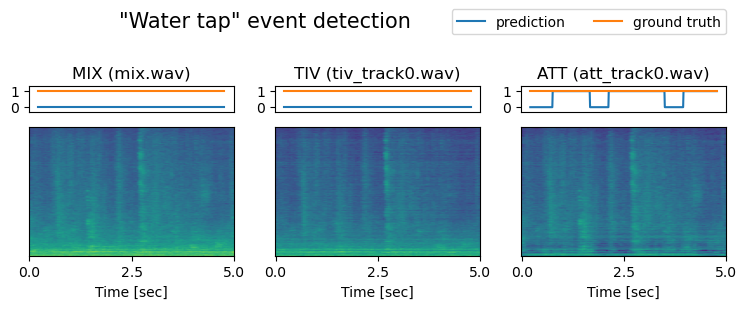 "Water tap" event detection
prediction
ground truth
MIX (mix.wav)
TIV (tiv_track0.wav)
ATT (att_track0.wav)
1
0
1
0
1
0
0.0 2.5 5.0
0.0 2.5 5.0
0.0 2.5 5.0
Time [sec]
Time [sec]
Time [sec]